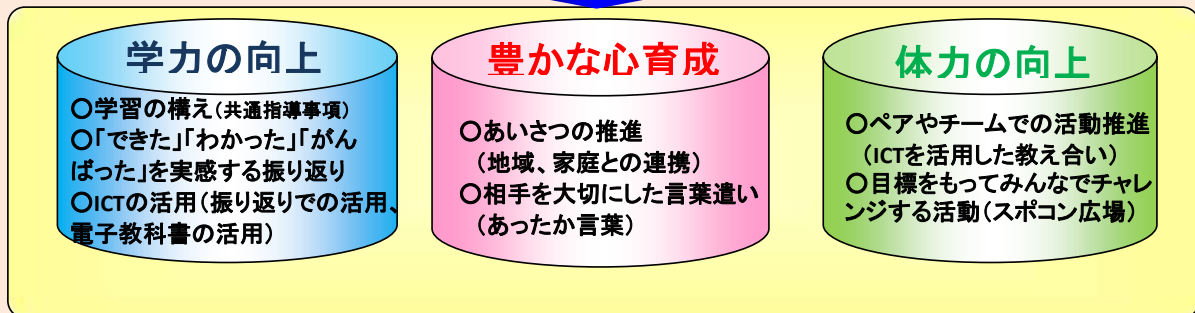 学力の向上
〇学習の構え(共通指導事項)
〇「できた」「わかった」「がん
ばった」を実感する振り返り
〇ICTの活用(振り返りでの活用、
電子教科書の活用)
豊かな心育成
〇あいさつの推進
(地域、家庭との連携)
〇相手を大切にした言葉遣い
(あったか言葉)
体力の向上
〇ペアやチームでの活動推進
(ICTを活用した教え合い)
〇目標をもってみんなでチャレ
ンジする活動(スポコン広場)